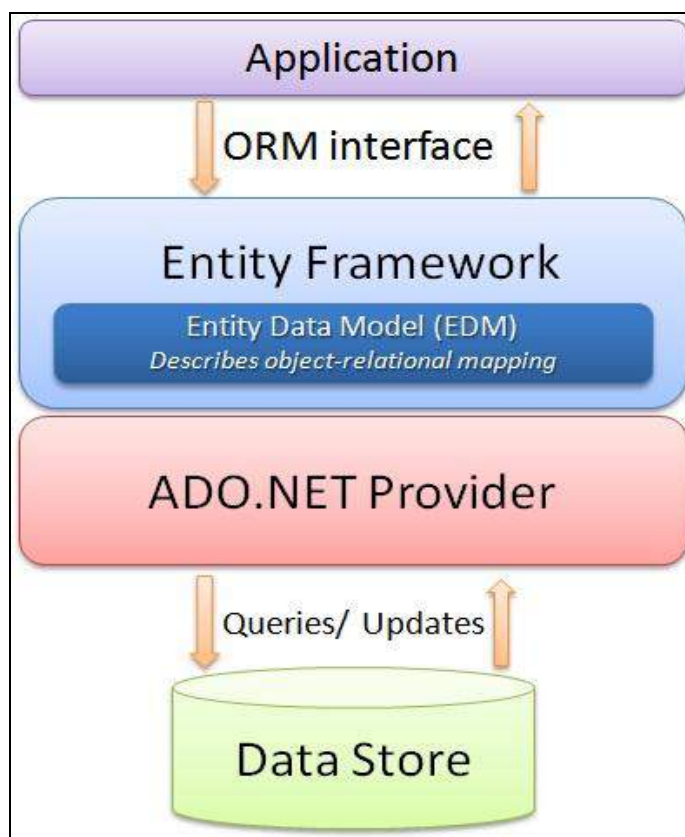 Application
ORM interface
Entity Framework
Entity Data Model (EDM)
Describes object-relational mapping
ADO.NET Provider
Queries/ Updates
Data Store